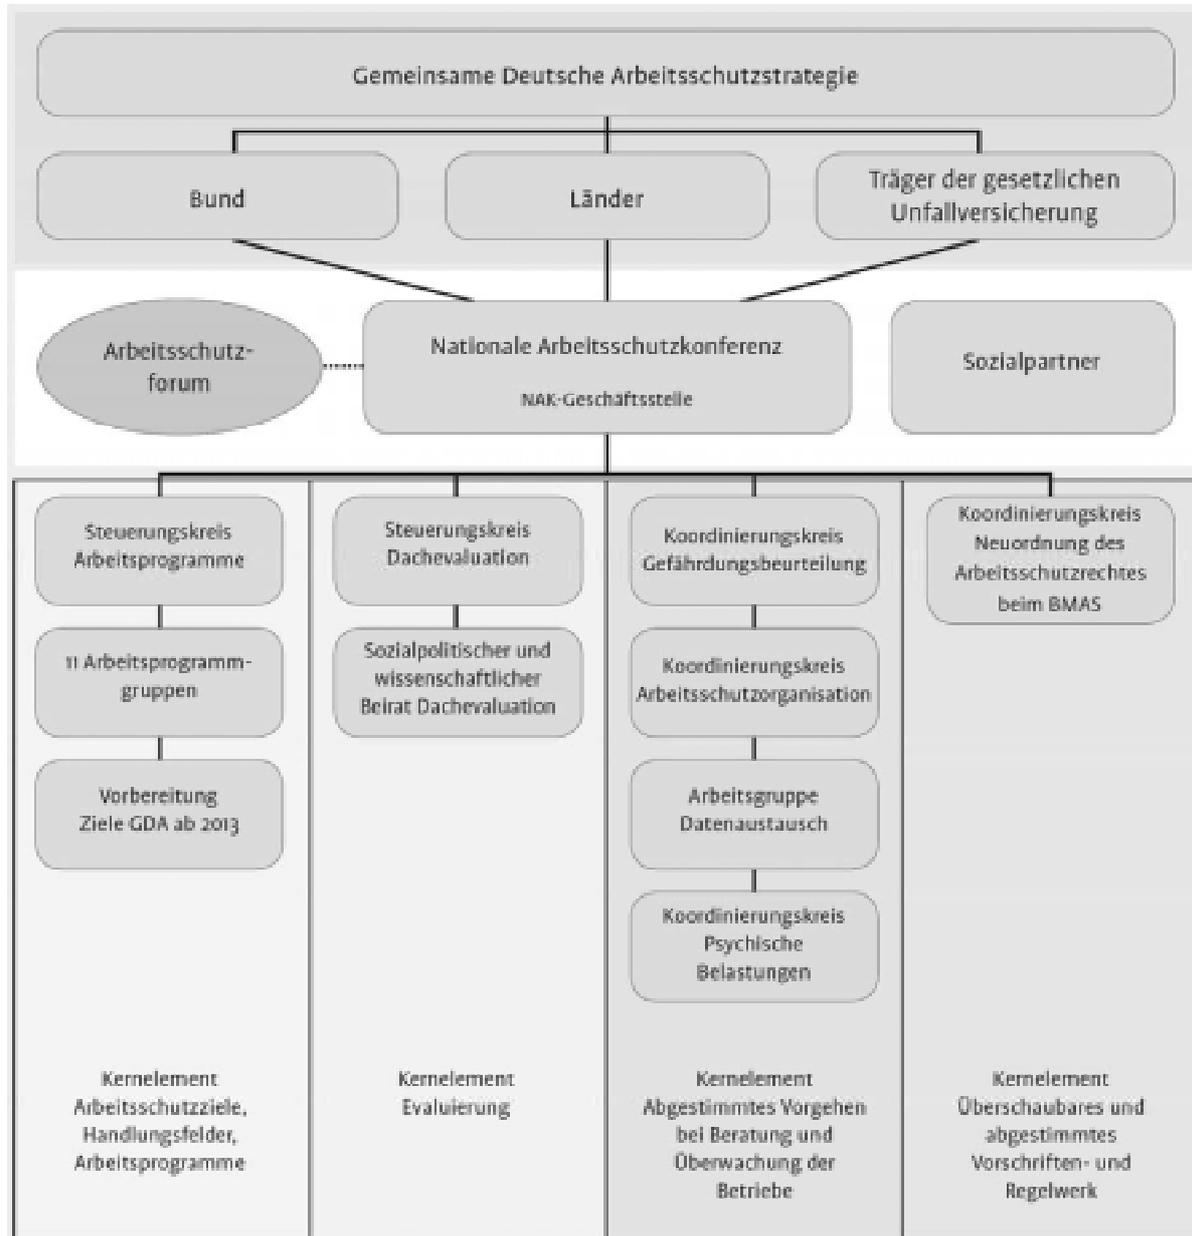 Gemeinsame Deutsche Arbeitsschutzstrategie
Bund
Länder
Träger der gesetzlichen
Unfallversicherung
Arbeitsschutz-
forum
Nationale Arbeitsschutzkonferenz
NAK-Geschäftsstelle
Sozialpartner
Steuerungskreis
Arbeitsprogramme
11 Arbeitsprogramm-
gruppen
Vorbereitung
Ziele GDA ab 2013
Kernelement
Arbeitsschutzziele,
Handlungsfelder,
Arbeitsprogramme
Steuerungskreis
Dachevaluation
Sozialpolitischer und
wissenschaftlicher
Beirat Dachevaluation
Kernelement
Evaluierung
Koordinierungskreis
Gefährdungsbeurteilung
Koordinierungskreis
Arbeitsschutzorganisation
Arbeitsgruppe
Datenaustausch
Koordinierungskreis
Psychische
Belastungen
Kernelement
Abgestimmtes Vorgehen
bei Beratung und
Überwachung der
Betriebe
Koordinierungskreis
Neuordnung des
Arbeitsschutzrechtes
beim BMAS
Kernelement
Überschaubares und
abgestimmtes
Vorschriften- und
Regelwerk